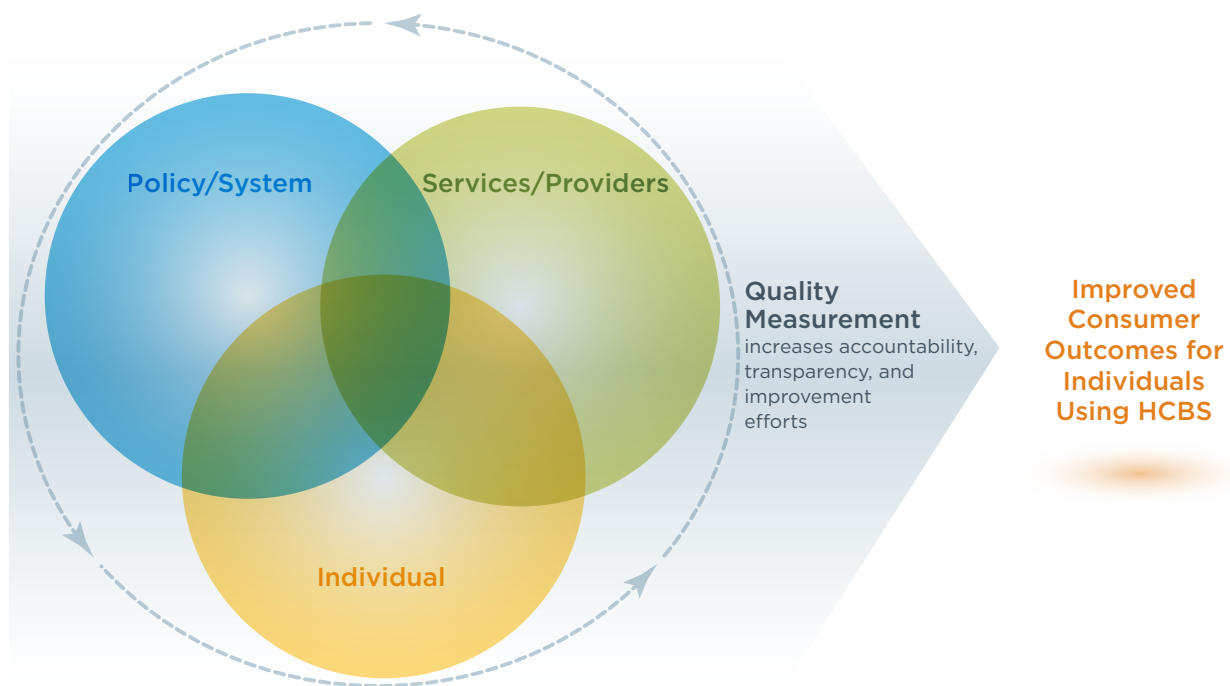 Policy/System
Services/Providers
Individual
Quality
Measurement
increases accountability,
transparency, and
improvement
efforts
Improved
Consumer
Outcomes for
Individuals
Using HCBS